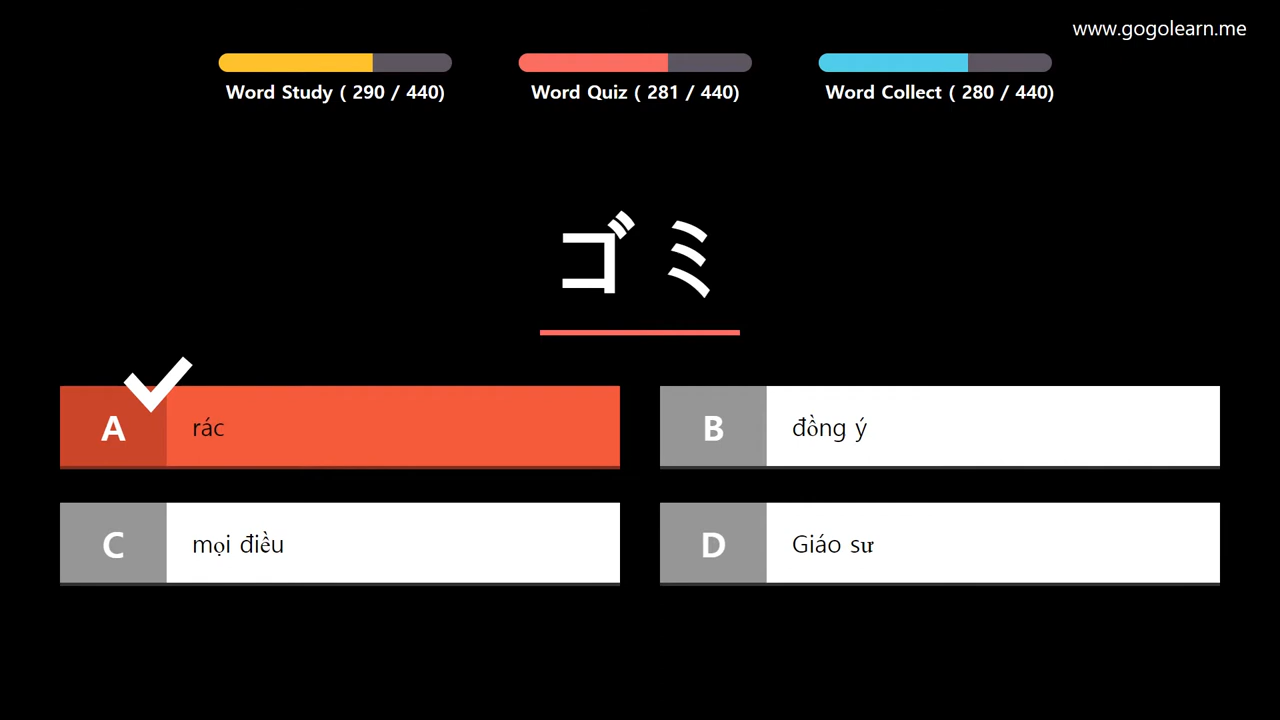 www.gogolearn.me
Word Study ( 290 / 440)
Word Quiz ( 281 / 440)
Word Collect ( 280 / 440)
ゴミ
A rác
B đồng ý
C mọi điều
D Giáo sư